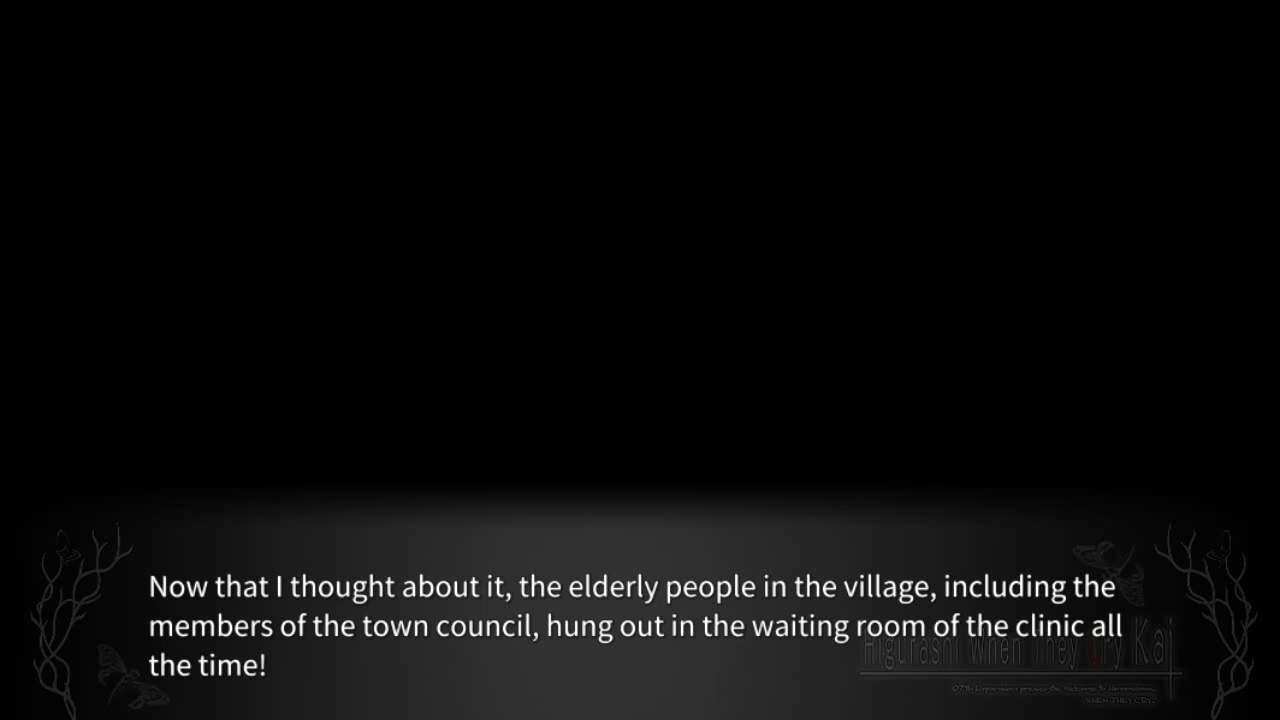 Now that I thought about it, the elderly people in the village, including the
members of the town council, hung out in the waiting room of the clinic all
the time!
Higurashi When They Cry Kai